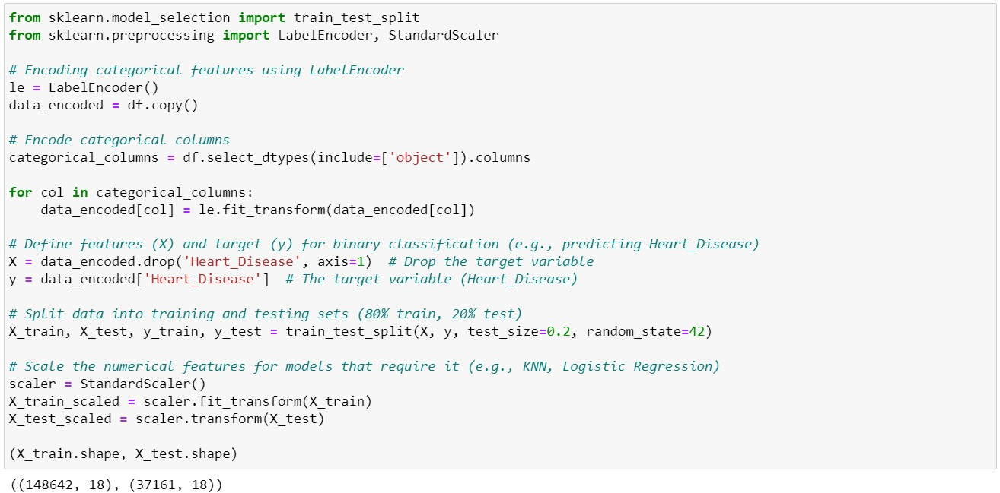 from sklearn.model_selection import train_test_split
from sklearn.preprocessing import LabelEncoder, StandardScaler
# Encoding categorical features using LabelEncoder
le = LabelEncoder()
data_encoded = df.copy()
# Encode categorical columns
categorical_columns = df.select_dtypes(include=['object']).columns
for col in categorical_columns:
    data_encoded[col] = le.fit_transform(data_encoded[col])
# Define features (X) and target (y) for binary classification (e.g., predicting Heart_Disease)
X = data_encoded.drop('Heart_Disease', axis=1)  # Drop the target variable
y = data_encoded['Heart_Disease']  # The target variable (Heart_Disease)
# Split data into training and testing sets (80% train, 20% test)
X_train, X_test, y_train, y_test = train_test_split(X, y, test_size=0.2, random_state=42)
# Scale the numerical features for models that require it (e.g., KNN, Logistic Regression)
scaler = StandardScaler()
X_train_scaled = scaler.fit_transform(X_train)
X_test_scaled = scaler.transform(X_test)
(X_train.shape, X_test.shape)
((148642, 18), (37161, 18))